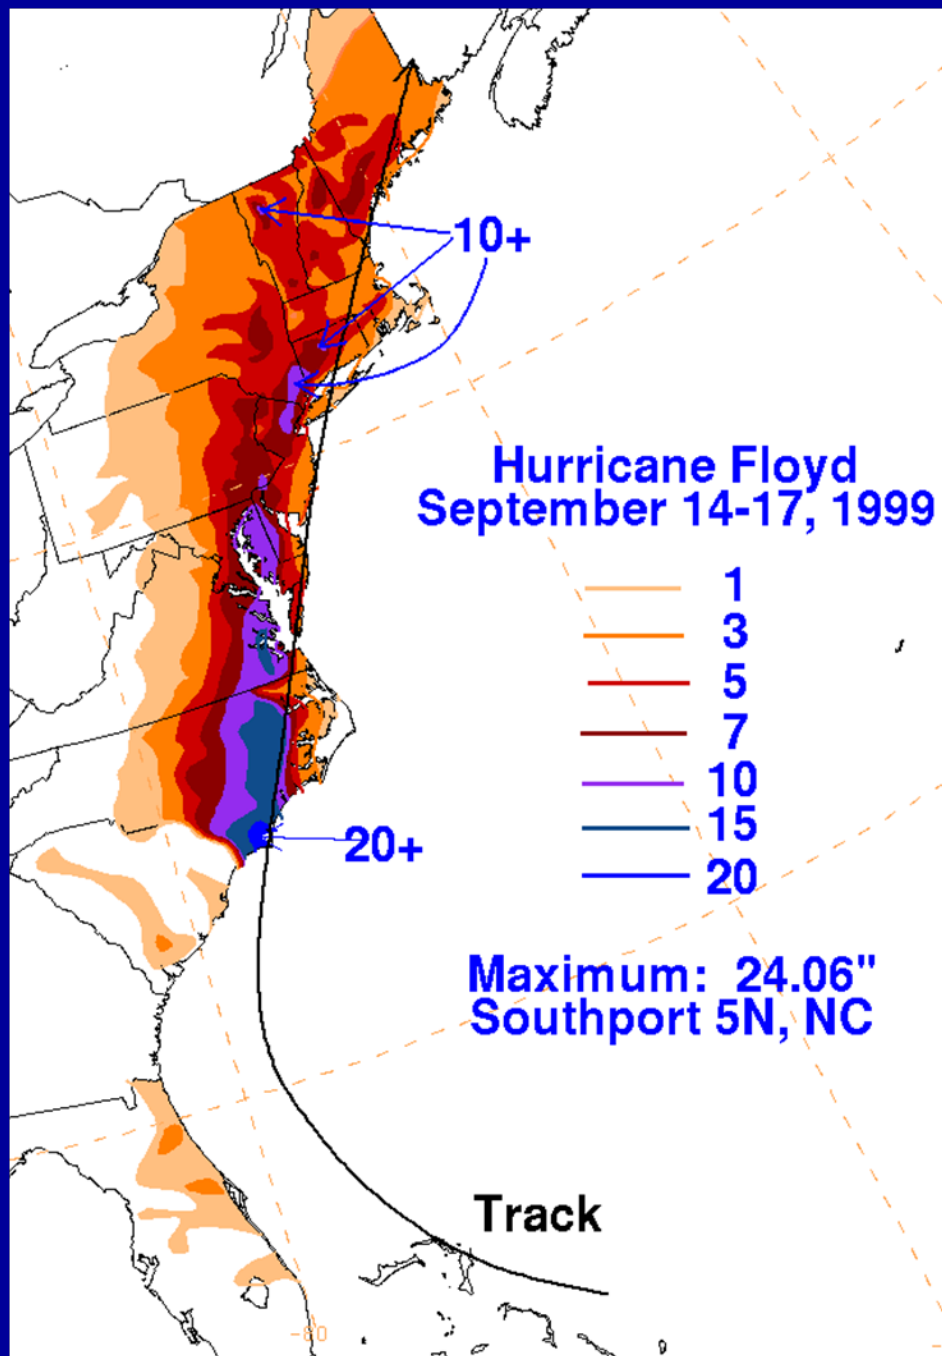 10+
Hurricane Floyd
September 14-17, 1999
1
3
5
7
10
15
20
20+
Maximum: 24.06"
Southport 5N, NC
Track
-80